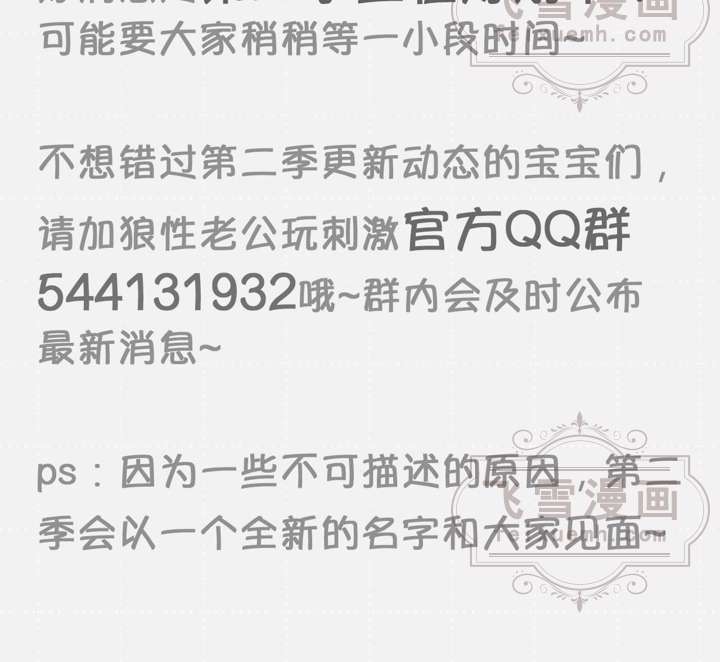 可能要大家稍稍等一小段时间~
飞雪漫画
feixuemh.com
不想错过第二季更新动态的宝宝们，
请加狼性老公玩刺激官方QQ群
544131932哦~群内会及时公布
最新消息~
ps：因为一些不可描述的原因，第二
季会以一个全新的名字和大家见面~
飞雪漫画
feixuemh.com